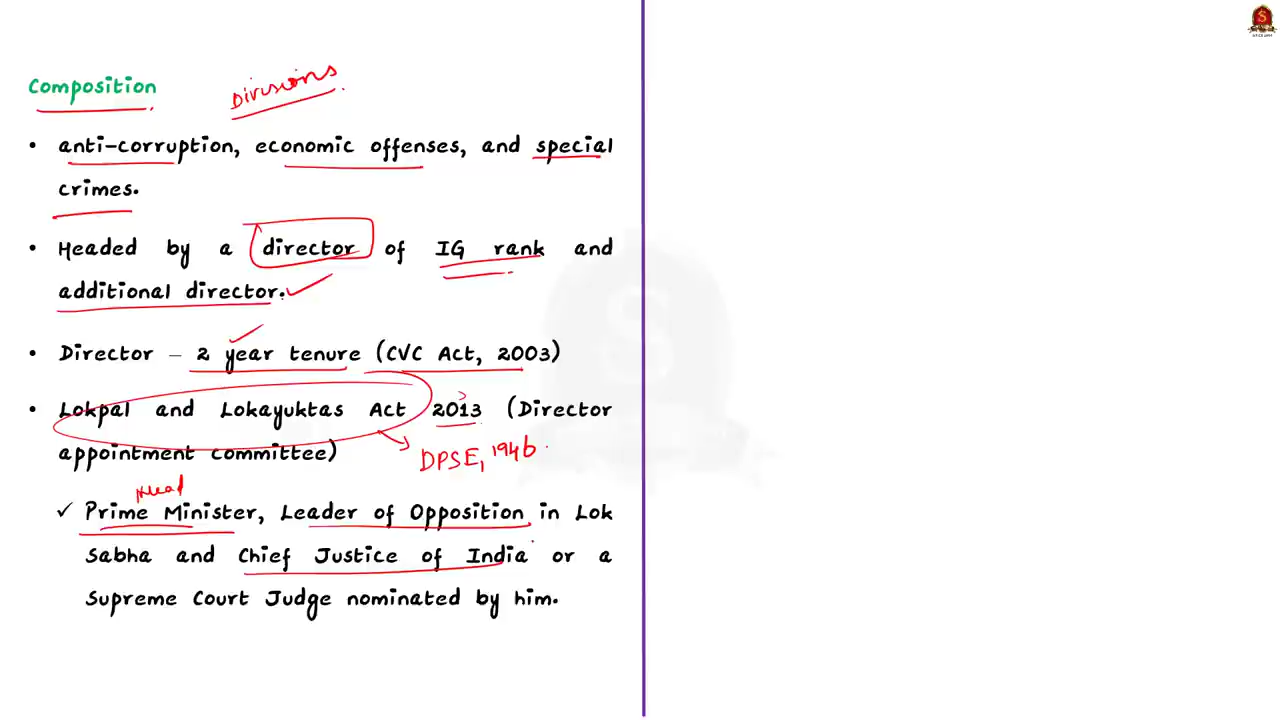 Composition
Divisions
• anti-corruption, economic offenses, and special
crimes.
• Headed by a director of IG rank and
additional director.
• Director – 2 year tenure (CVC Act, 2003)
• Lokpal and Lokayuktas Act 2013 (Director
appointment committee)
DPSE, 1946
Head
✓ Prime Minister, Leader of Opposition in Lok
Sabha and Chief Justice of India or a
Supreme Court Judge nominated by him.